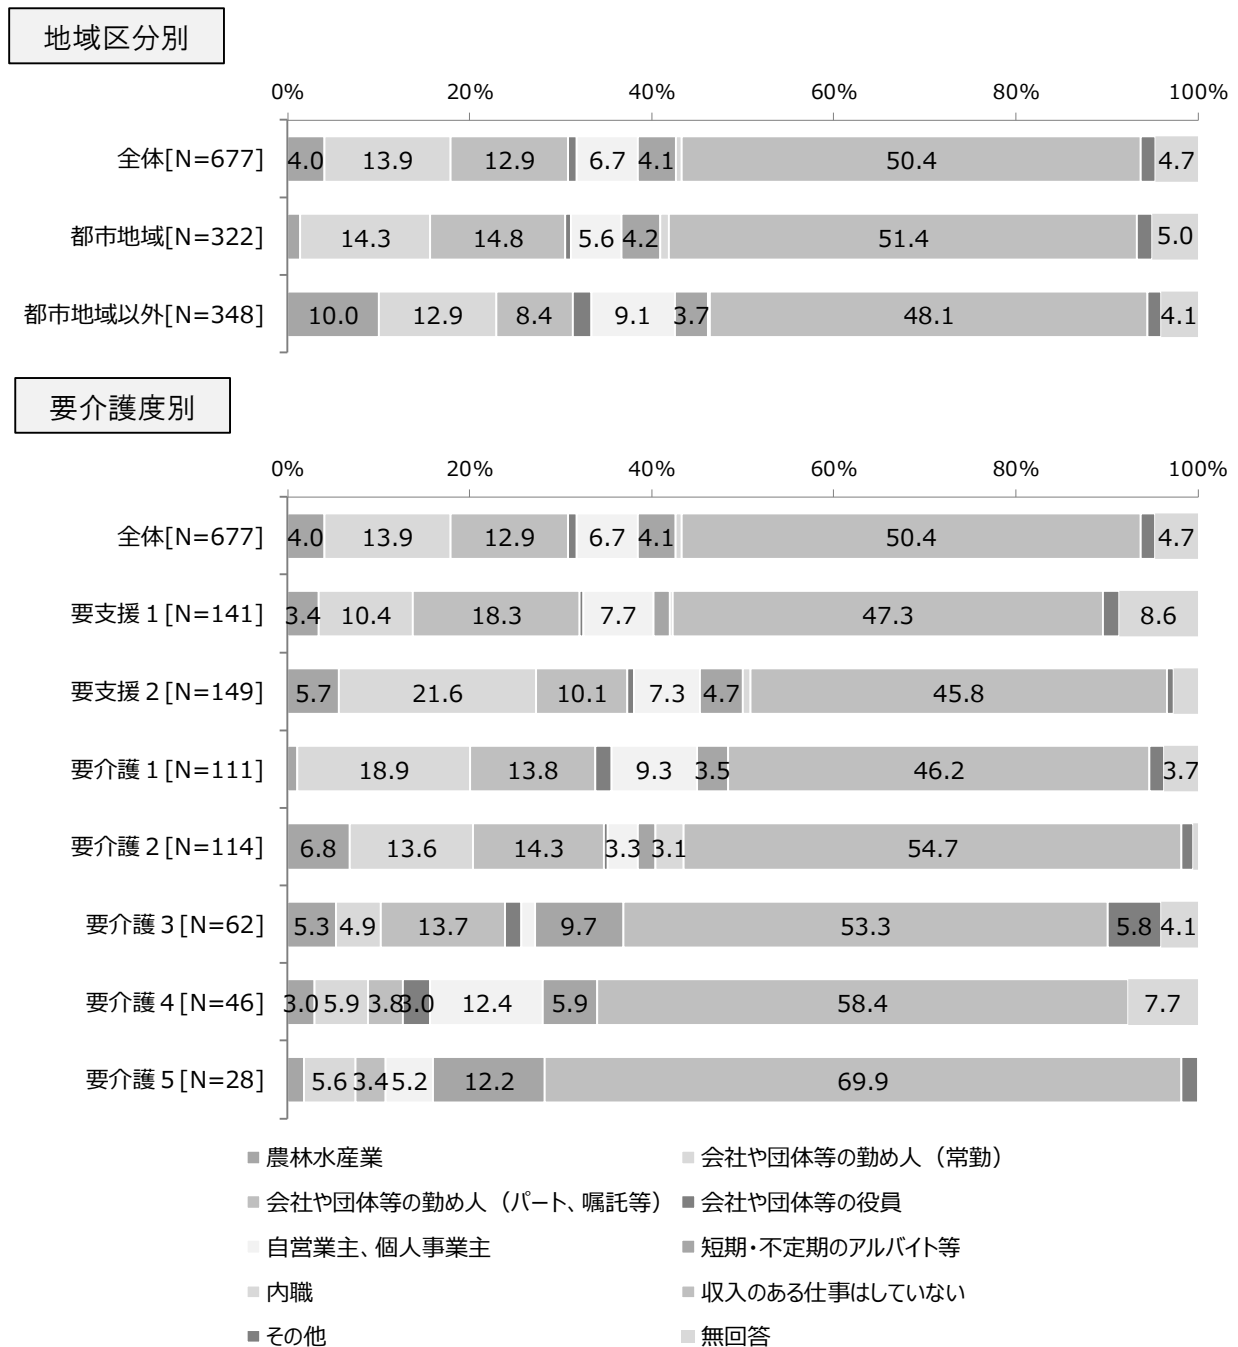 地域区分別
0% 20% 40% 60% 80% 100%
全体[N=677] 4.0 13.9 12.9 6.7 4.1 50.4 4.7
都市地域[N=322] 14.3 14.8 5.6 4.2 51.4 5.0
都市地域以外[N=348] 10.0 12.9 8.4 9.1 3.7 48.1 4.1
要介護度別
0% 20% 40% 60% 80% 100%
全体[N=677] 4.0 13.9 12.9 6.7 4.1 50.4 4.7
要支援１[N=141] 3.4 10.4 18.3 7.7 47.3 8.6
要支援２[N=149] 5.7 21.6 10.1 7.3 4.7 45.8
要介護１[N=111] 18.9 13.8 9.3 3.5 46.2 3.7
要介護２[N=114] 6.8 13.6 14.3 3.3 3.1 54.7
要介護３[N=62] 5.3 4.9 13.7 9.7 53.3 5.8 4.1
要介護４[N=46] 3.0 5.9 3.8 3.0 12.4 5.9 58.4 7.7
要介護５[N=28] 5.6 3.4 5.2 12.2 69.9
農林水産業 会社や団体等の勤め人（常勤）
会社や団体等の勤め人（パート、嘱託等） 会社や団体等の役員
自営業主、個人事業主 短期・不定期のアルバイト等
内職 収入のある仕事はしていない
その他 無回答